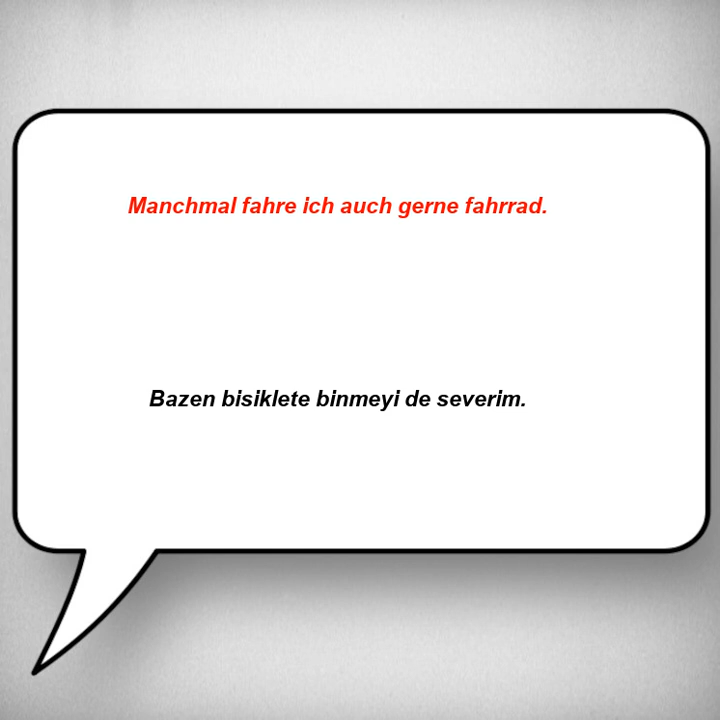 Manchmal fahre ich auch gerne fahrrad.
Bazen bisiklete binmeyi de severim.